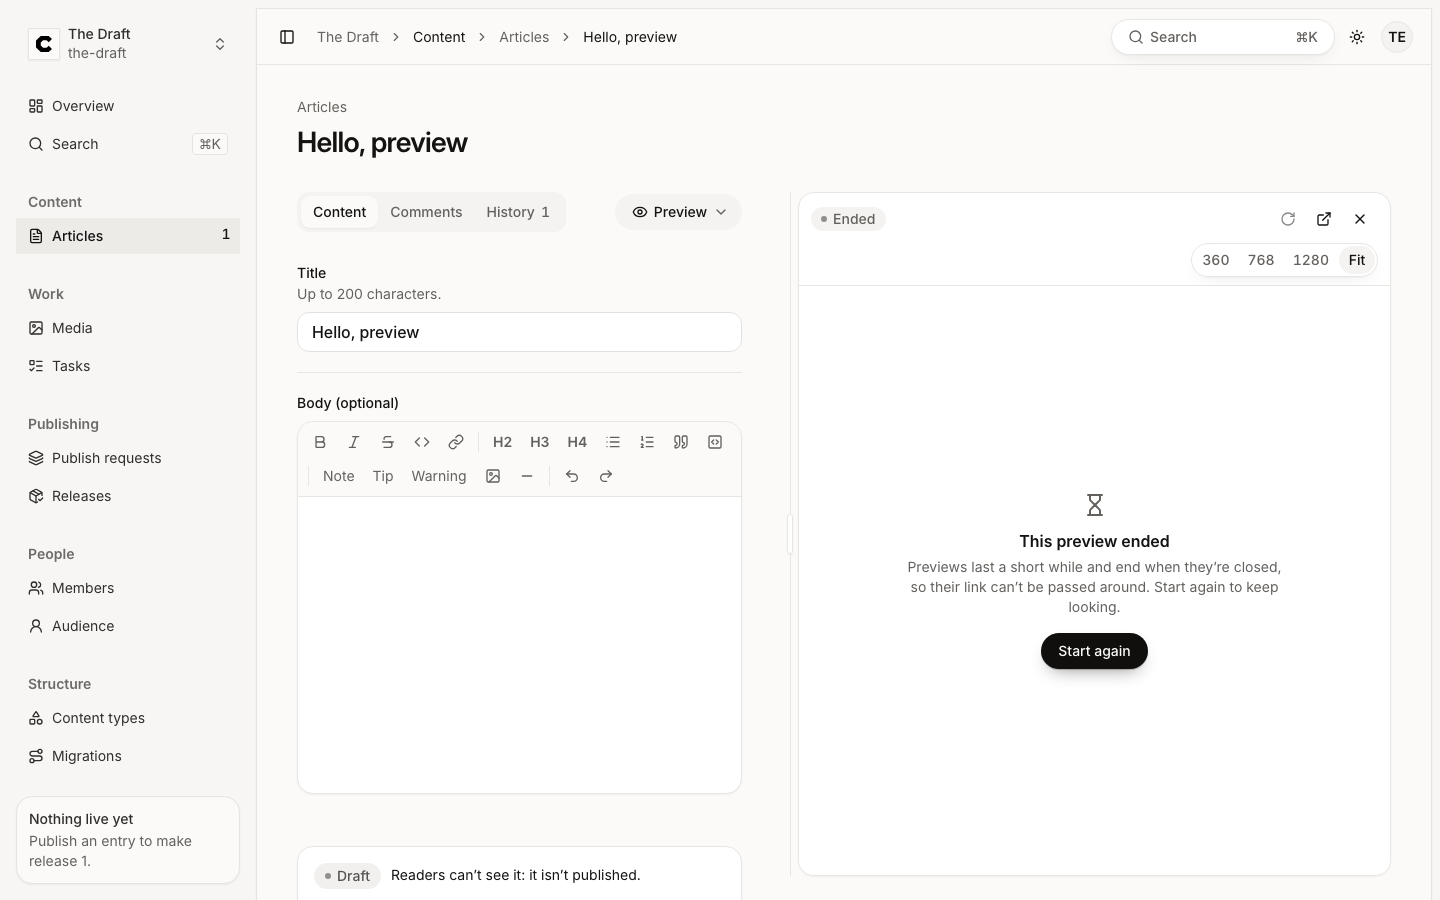 The Draft
the-draft
Overview
Search ⌘K
Content
Articles 1
Work
Media
Tasks
Publishing
Publish requests
Releases
People
Members
Audience
Structure
Content types
Migrations
Nothing live yet
Publish an entry to make
release 1.
The Draft > Content > Articles > Hello, preview
Search ⌘K
TE
Articles
Hello, preview
Content Comments History 1
Preview
Title
Up to 200 characters.
Hello, preview
Body (optional)
B I S H2 H3 H4
Note Tip Warning
Draft Readers can’t see it: it isn’t published.
Ended
360 768 1280 Fit
This preview ended
Previews last a short while and end when they’re closed,
so their link can’t be passed around. Start again to keep
looking.
Start again